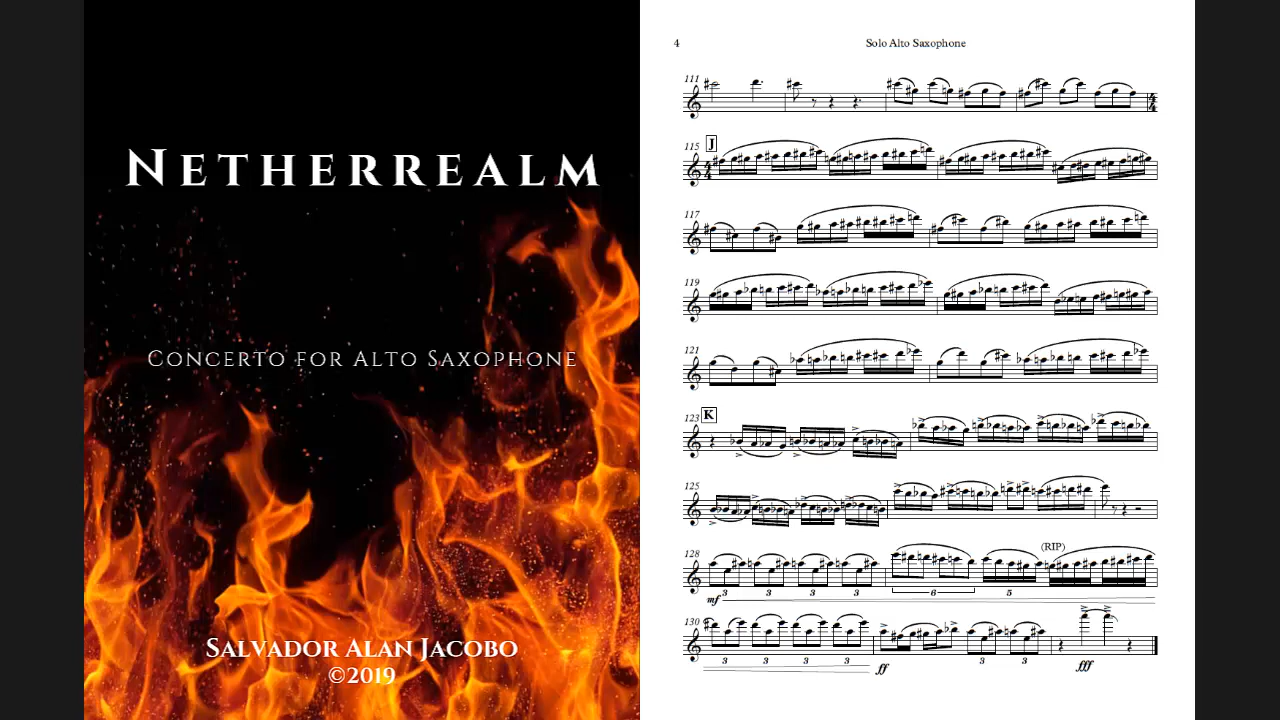 NETHERREALM
CONCERTO FOR ALTO SAXOPHONE
SALVADOR ALAN JACOBO
©2019
4
Solo Alto Saxophone
111
115
J
117
119
121
123
K
125
128
(RIP)
mf
3 3 3 3 6 5
130
3 3 3 3 ff 3 3 fff